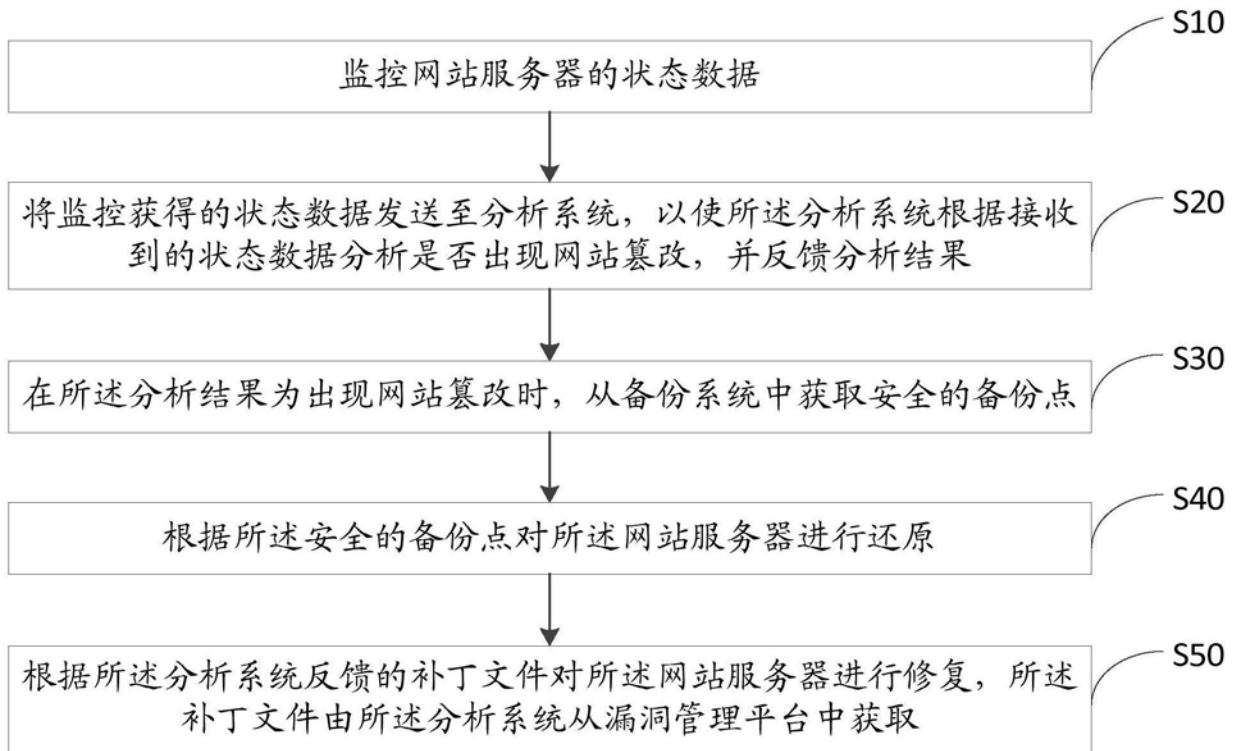 S10
监控网站服务器的状态数据
S20
将监控获得的状态数据发送至分析系统，以使所述分析系统根据接收
到的状态数据分析是否出现网站篡改，并反馈分析结果
S30
在所述分析结果为出现网站篡改时，从备份系统中获取安全的备份点
S40
根据所述安全的备份点对所述网站服务器进行还原
S50
根据所述分析系统反馈的补丁文件对所述网站服务器进行修复，所述
补丁文件由所述分析系统从漏洞管理平台中获取